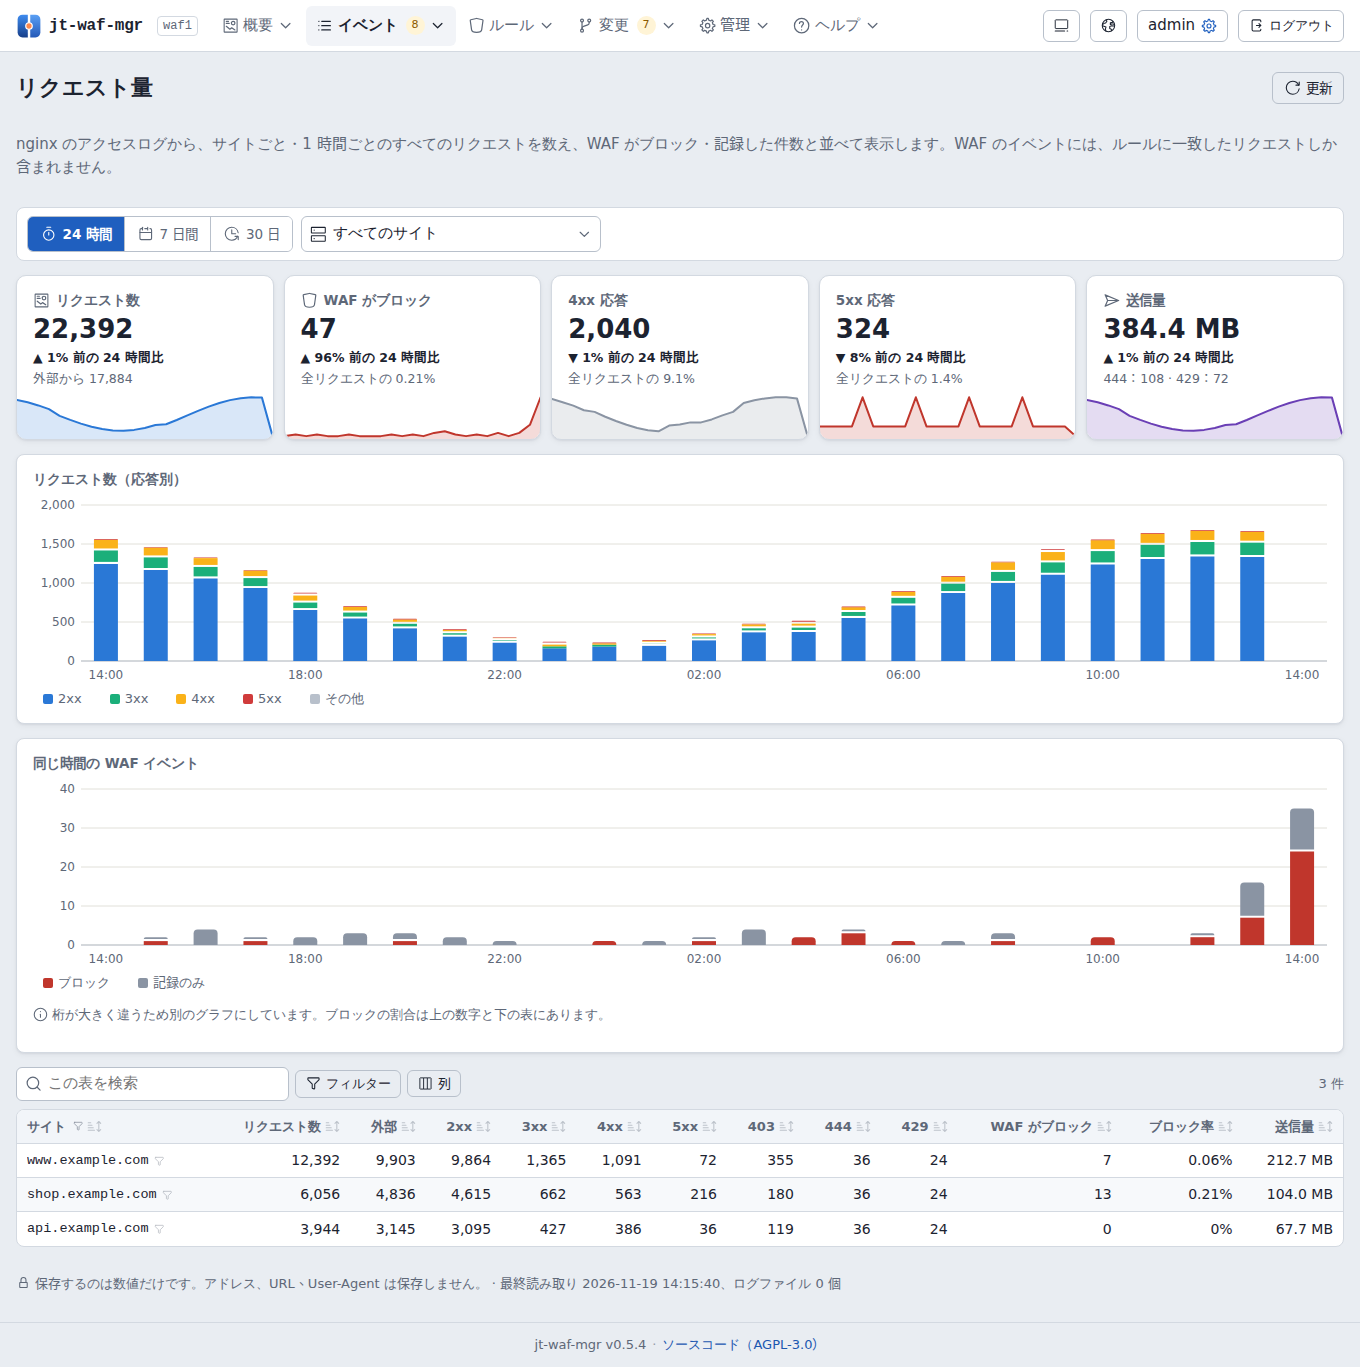 jt-waf-mgr waf1 概要 イベント 8 ルール 変更 7 管理 ヘルプ admin ログアウト
リクエスト量 更新
nginx のアクセスログから、サイトごと・1 時間ごとのすべてのリクエストを数え、WAF がブロック・記録した件数と並べて表示します。WAF のイベントには、ルールに一致したリクエストしか
含まれません。
24 時間 7 日間 30 日 すべてのサイト
リクエスト数 WAF がブロック 4xx 応答 5xx 応答 送信量
22,392 47 2,040 324 384.4 MB
▲ 1% 前の 24 時間比 ▲ 96% 前の 24 時間比 ▼ 1% 前の 24 時間比 ▼ 8% 前の 24 時間比 ▲ 1% 前の 24 時間比
外部から 17,884 全リクエストの 0.21% 全リクエストの 9.1% 全リクエストの 1.4% 444：108 · 429：72
リクエスト数（応答別）
2,000
1,500
1,000
500
0
14:00 18:00 22:00 02:00 06:00 10:00 14:00
2xx 3xx 4xx 5xx その他
同じ時間の WAF イベント
40
30
20
10
0
14:00 18:00 22:00 02:00 06:00 10:00 14:00
ブロック 記録のみ
桁が大きく違うため別のグラフにしています。ブロックの割合は上の数字と下の表にあります。
この表を検索 フィルター 列 3 件
サイト リクエスト数 外部 2xx 3xx 4xx 5xx 403 444 429 WAF がブロック ブロック率 送信量
www.example.com 12,392 9,903 9,864 1,365 1,091 72 355 36 24 7 0.06% 212.7 MB
shop.example.com 6,056 4,836 4,615 662 563 216 180 36 24 13 0.21% 104.0 MB
api.example.com 3,944 3,145 3,095 427 386 36 119 36 24 0 0% 67.7 MB
保存するのは数値だけです。アドレス、URL、User-Agent は保存しません。 · 最終読み取り 2026-11-19 14:15:40、ログファイル 0 個
jt-waf-mgr v0.5.4 · ソースコード（AGPL-3.0）